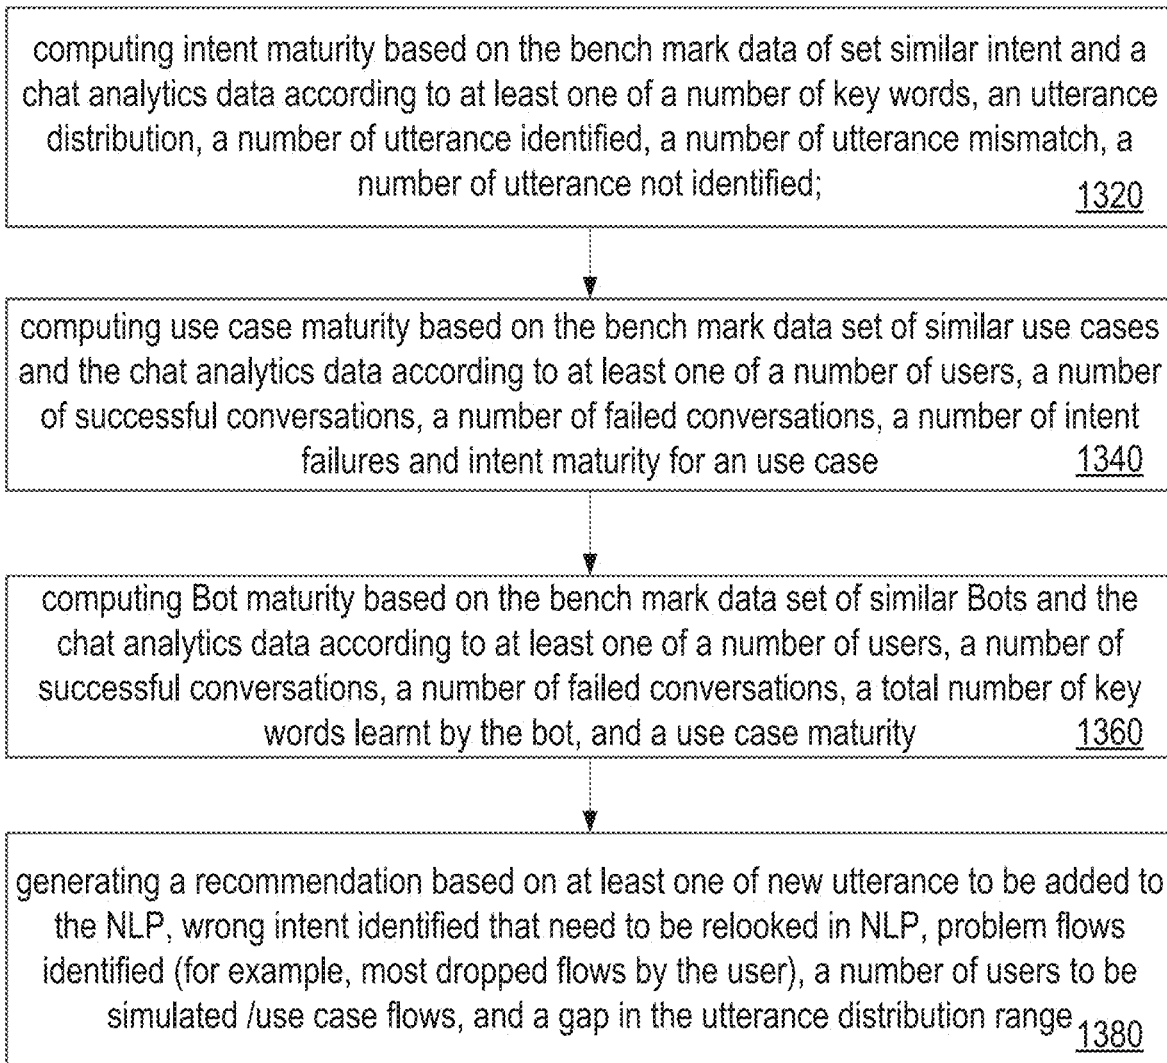 computing intent maturity based on the bench mark data of set similar intent and a
chat analytics data according to at least one of a number of key words, an utterance
distribution, a number of utterance identified, a number of utterance mismatch, a
number of utterance not identified;
1320
computing use case maturity based on the bench mark data set of similar use cases
and the chat analytics data according to at least one of a number of users, a number
of successful conversations, a number of failed conversations, a number of intent
failures and intent maturity for an use case
1340
computing Bot maturity based on the bench mark data set of similar Bots and the
chat analytics data according to at least one of a number of users, a number of
successful conversations, a number of failed conversations, a total number of key
words learnt by the bot, and a use case maturity
1360
generating a recommendation based on at least one of new utterance to be added to
the NLP, wrong intent identified that need to be relooked in NLP, problem flows
identified (for example, most dropped flows by the user), a number of users to be
simulated /use case flows, and a gap in the utterance distribution range
1380